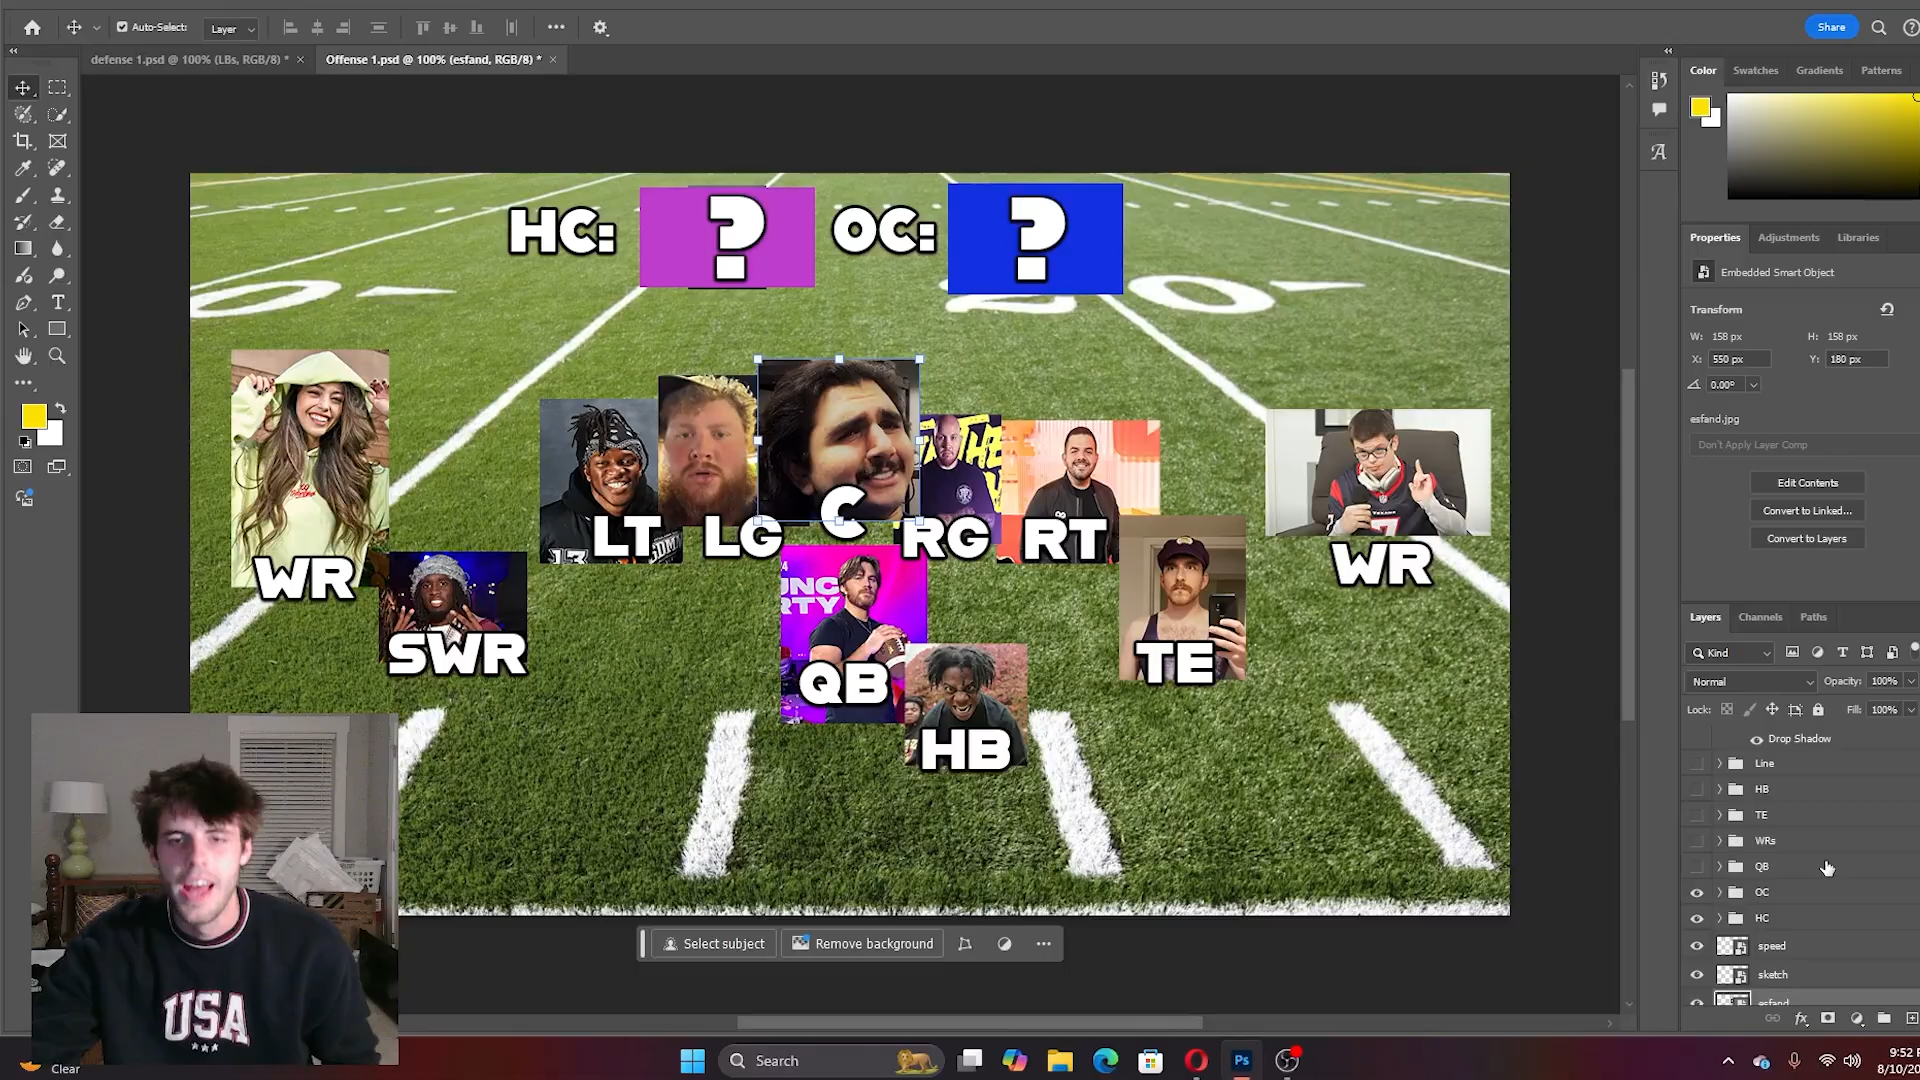 Auto-Select:
Layer
Share
defense 1.psd @ 100% (LBs, RGB/8) *
Offense 1.psd @ 100% (esfand, RGB/8) *
Color
Swatches
Gradients
Patterns
HC:
?
OC:
?
Properties
Adjustments
Libraries
Embedded Smart Object
Transform
W: 158 px
H: 158 px
X: 550 px
Y: 180 px
0.00°
esfand.jpg
Don't Apply Layer Comp
Edit Contents
Convert to Linked...
Convert to Layers
LT
LG
C
RG
RT
WR
WR
SWR
QB
TE
HB
Layers
Channels
Paths
Kind
Normal
Opacity: 100%
Lock:
Fill: 100%
Drop Shadow
Line
HB
TE
WRs
QB
OC
HC
speed
sketch
esfand
Select subject
Remove background
USA
Clear
Search
Ps
9:52
8/10/20